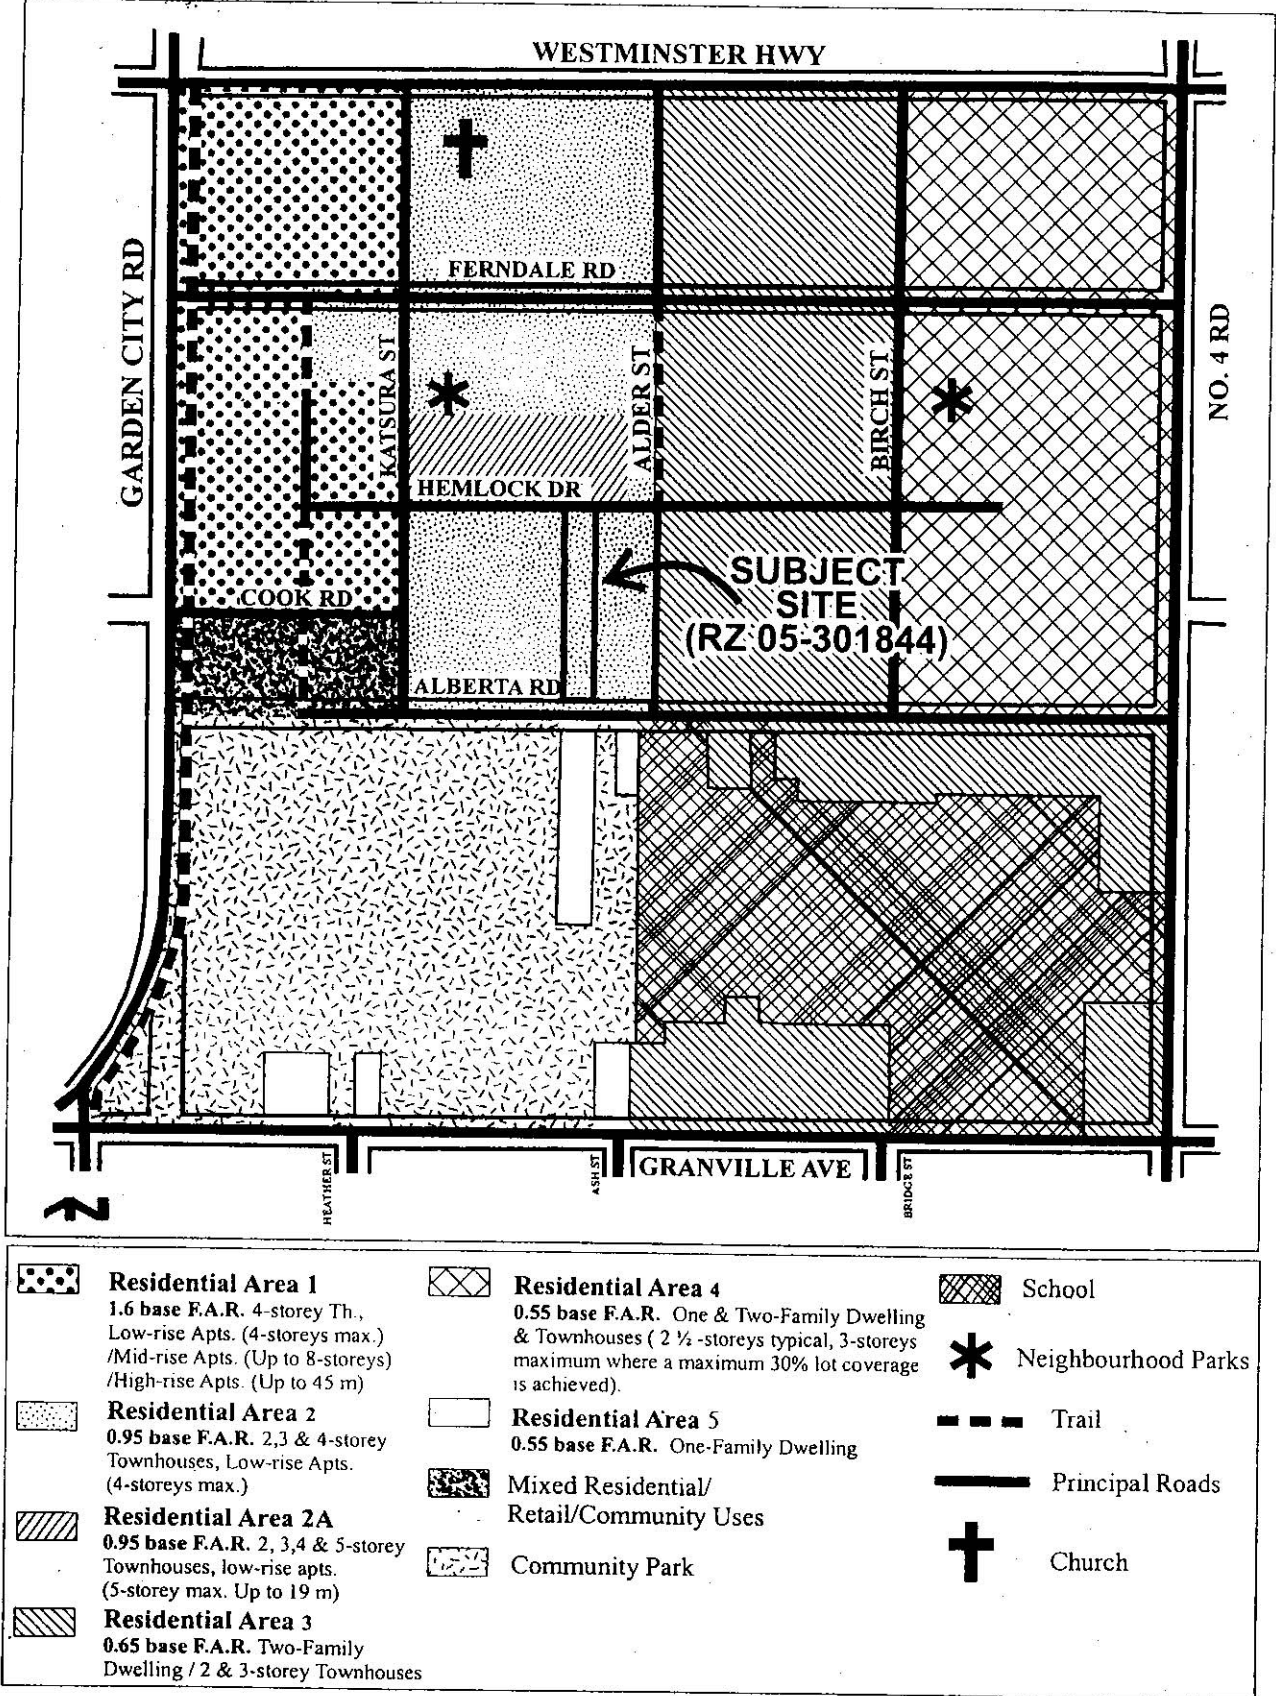 WESTMINSTER HWY
GARDEN CITY RD
FERNDALE RD
KATSURA ST
ALDER ST
BIRCH ST
NO. 4 RD
HEMLOCK DR
SUBJECT
SITE
(RZ 05-301844)
COOK RD
ALBERTA RD
HEATHER ST
ASH ST
GRANVILLE AVE
BRIDGE ST
N
Residential Area 1
1.6 base F.A.R. 4-storey Th.,
Low-rise Apts. (4-storeys max.)
/Mid-rise Apts. (Up to 8-storeys)
/High-rise Apts. (Up to 45 m)
Residential Area 2
0.95 base F.A.R. 2,3 & 4-storey
Townhouses, Low-rise Apts.
(4-storeys max.)
Residential Area 2A
0.95 base F.A.R. 2, 3,4 & 5-storey
Townhouses, low-rise apts.
(5-storey max. Up to 19 m)
Residential Area 3
0.65 base F.A.R. Two-Family
Dwelling / 2 & 3-storey Townhouses
Residential Area 4
0.55 base F.A.R. One & Two-Family Dwelling
& Townhouses ( 2 ½ -storeys typical, 3-storeys
maximum where a maximum 30% lot coverage
is achieved).
Residential Area 5
0.55 base F.A.R. One-Family Dwelling
Mixed Residential/
Retail/Community Uses
Community Park
School
Neighbourhood Parks
Trail
Principal Roads
Church